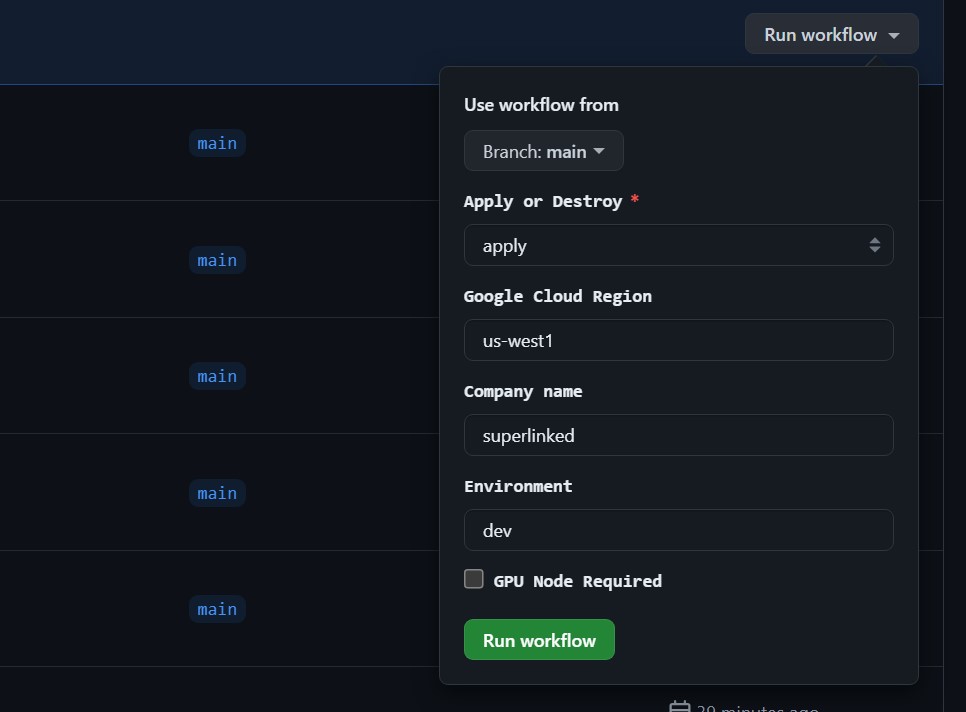 Run workflow
Use workflow from
Branch: main
Apply or Destroy *
apply
Google Cloud Region
us-west1
Company name
superlinked
Environment
dev
GPU Node Required
Run workflow
main
main
main
main
main
minutes ago